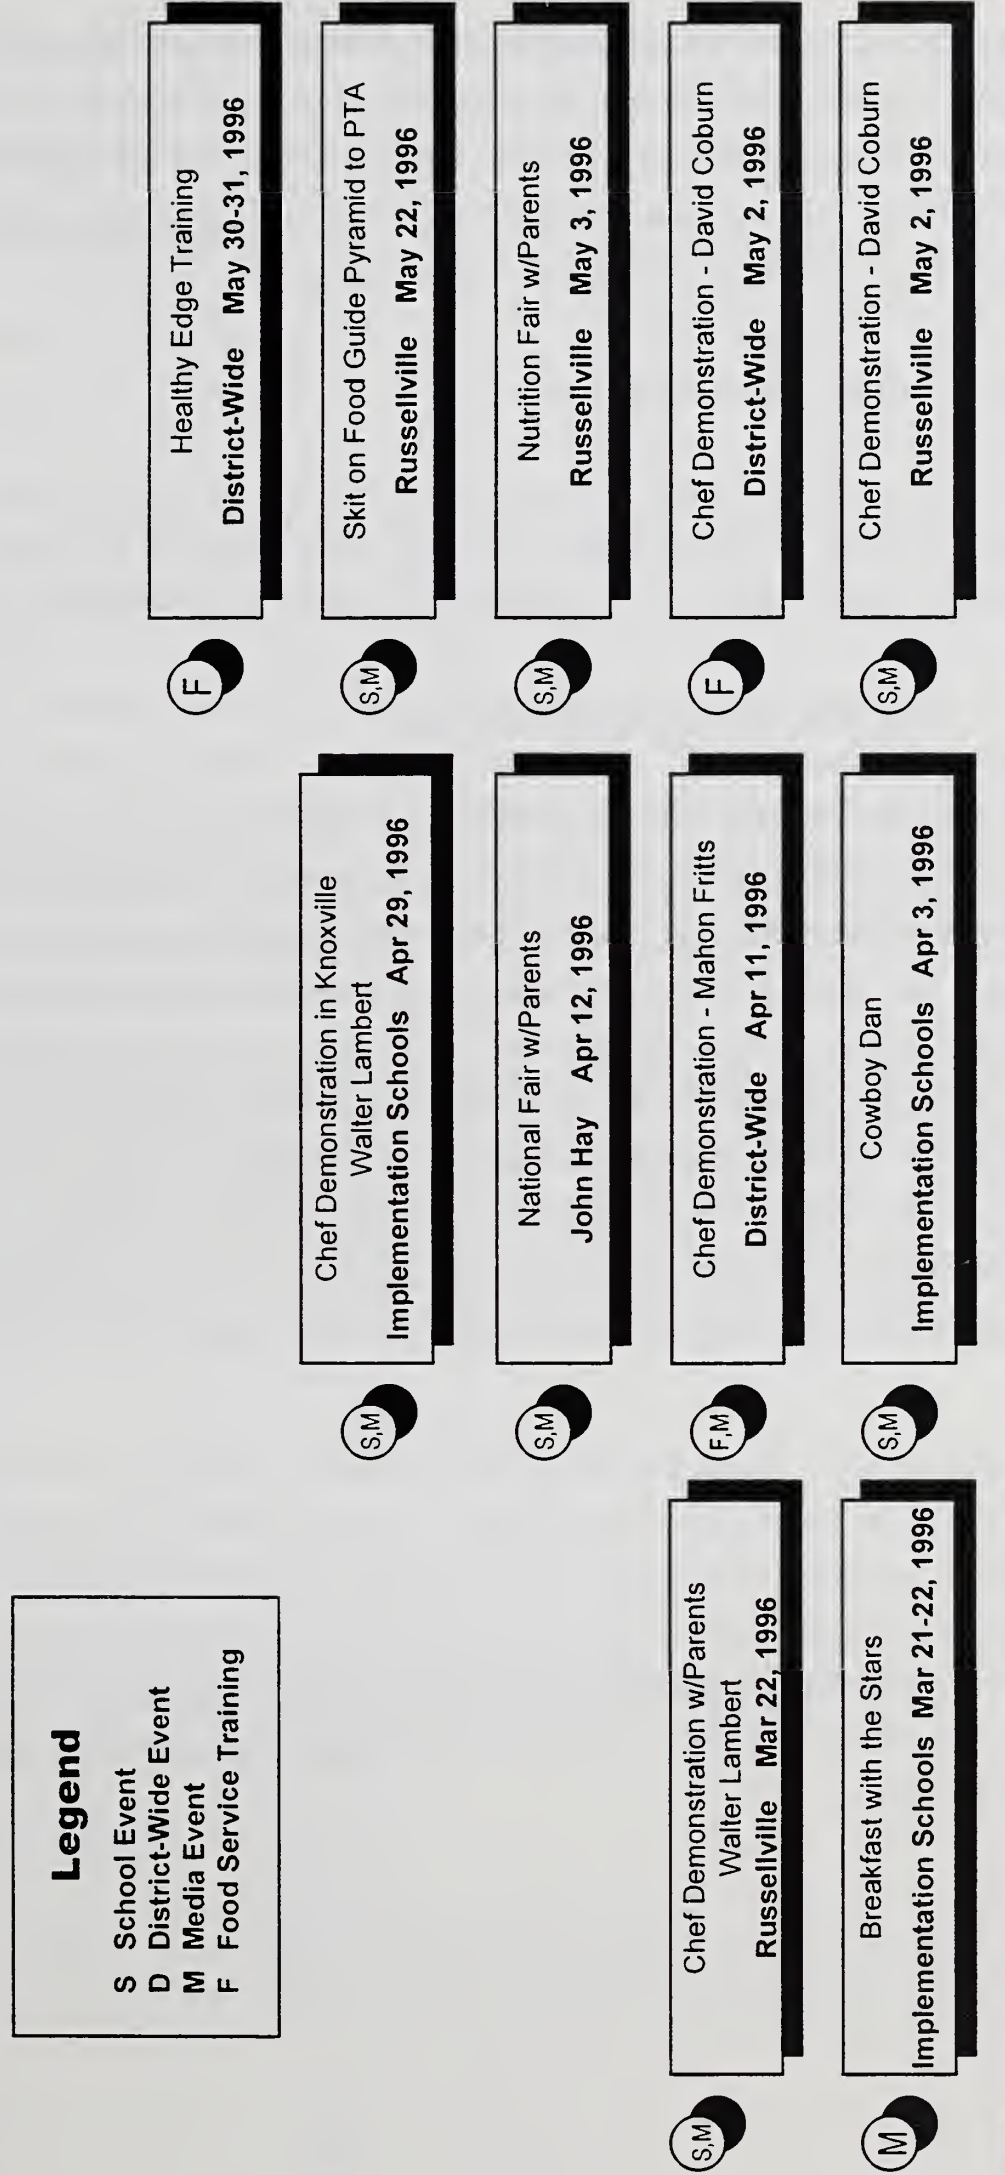 Legend
S School Event
D District-Wide Event
M Media Event
F Food Service Training
S,M
Chef Demonstration w/Parents
Walter Lambert
Russellville Mar 22, 1996
M
Breakfast with the Stars
Implementation Schools Mar 21-22, 1996
S,M
Chef Demonstration in Knoxville
Walter Lambert
Implementation Schools Apr 29, 1996
S,M
National Fair w/Parents
John Hay Apr 12, 1996
F,M
Chef Demonstration - Mahon Fritts
District-Wide Apr 11, 1996
S,M
Cowboy Dan
Implementation Schools Apr 3, 1996
F
Healthy Edge Training
District-Wide May 30-31, 1996
S,M
Skit on Food Guide Pyramid to PTA
Russellville May 22, 1996
S,M
Nutrition Fair w/Parents
Russellville May 3, 1996
F
Chef Demonstration - David Coburn
District-Wide May 2, 1996
S,M
Chef Demonstration - David Coburn
Russellville May 2, 1996